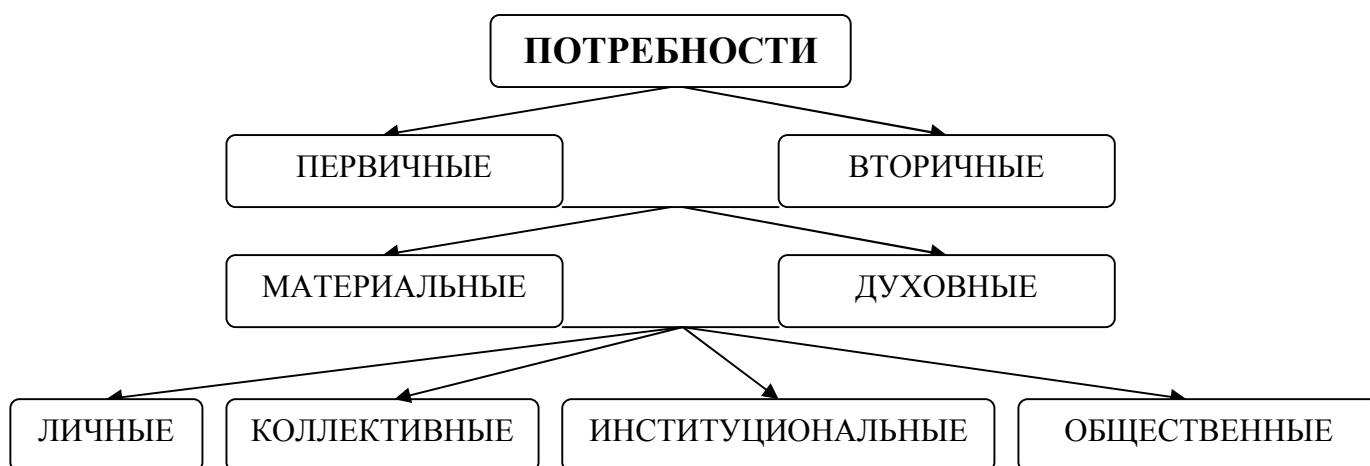 ПОТРЕБНОСТИ
ПЕРВИЧНЫЕ ВТОРИЧНЫЕ
МАТЕРИАЛЬНЫЕ ДУХОВНЫЕ
ЛИЧНЫЕ КОЛЛЕКТИВНЫЕ ИНСТИТУЦИОНАЛЬНЫЕ ОБЩЕСТВЕННЫЕ